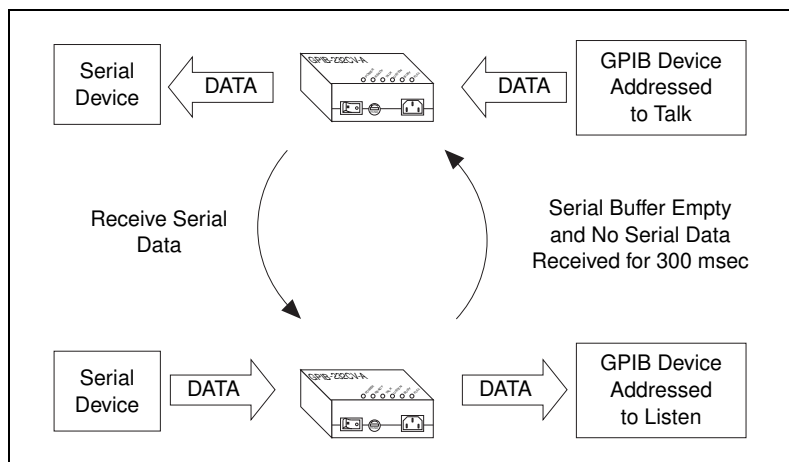 Serial
Device
DATA
GPIB-232CV-A
DATA
GPIB Device
Addressed
to Talk
Receive Serial
Data
Serial Buffer Empty
and No Serial Data
Received for 300 msec
Serial
Device
DATA
GPIB-232CV-A
DATA
GPIB Device
Addressed
to Listen